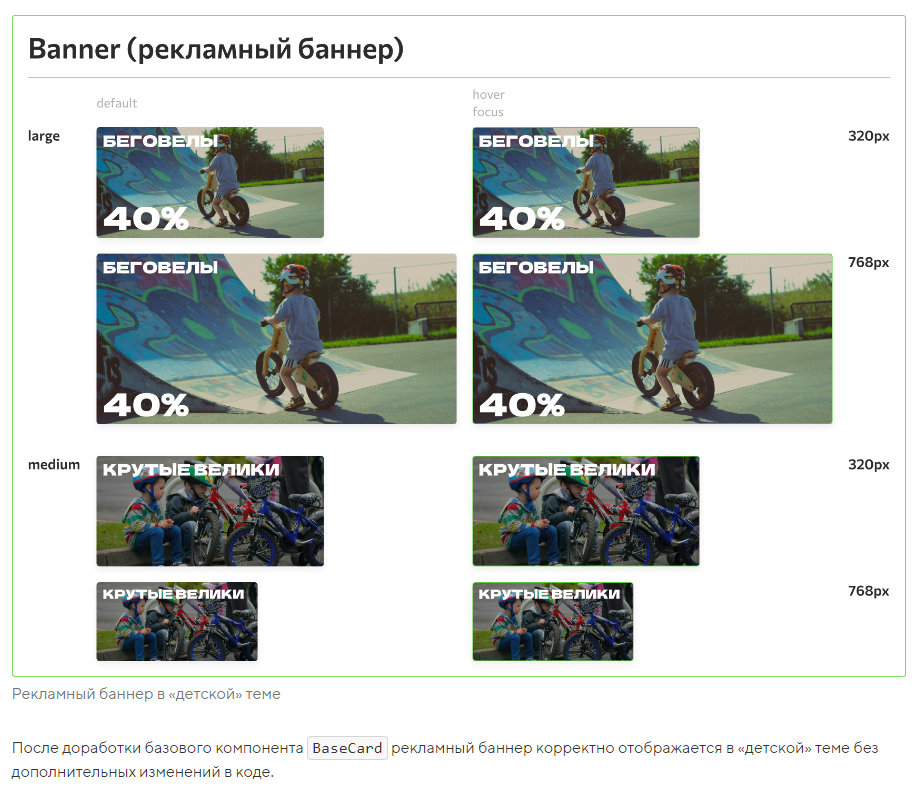 Banner (рекламный баннер)
default
hover
focus
large
БЕГОВЕЛЫ
40%
БЕГОВЕЛЫ
40%
320px
БЕГОВЕЛЫ
40%
БЕГОВЕЛЫ
40%
768px
medium
КРУТЫЕ ВЕЛИКИ
КРУТЫЕ ВЕЛИКИ
320px
КРУТЫЕ ВЕЛИКИ
КРУТЫЕ ВЕЛИКИ
768px
Рекламный баннер в «детской» теме
После доработки базового компонента BaseCard рекламный баннер корректно отображается в «детской» теме без
дополнительных изменений в коде.